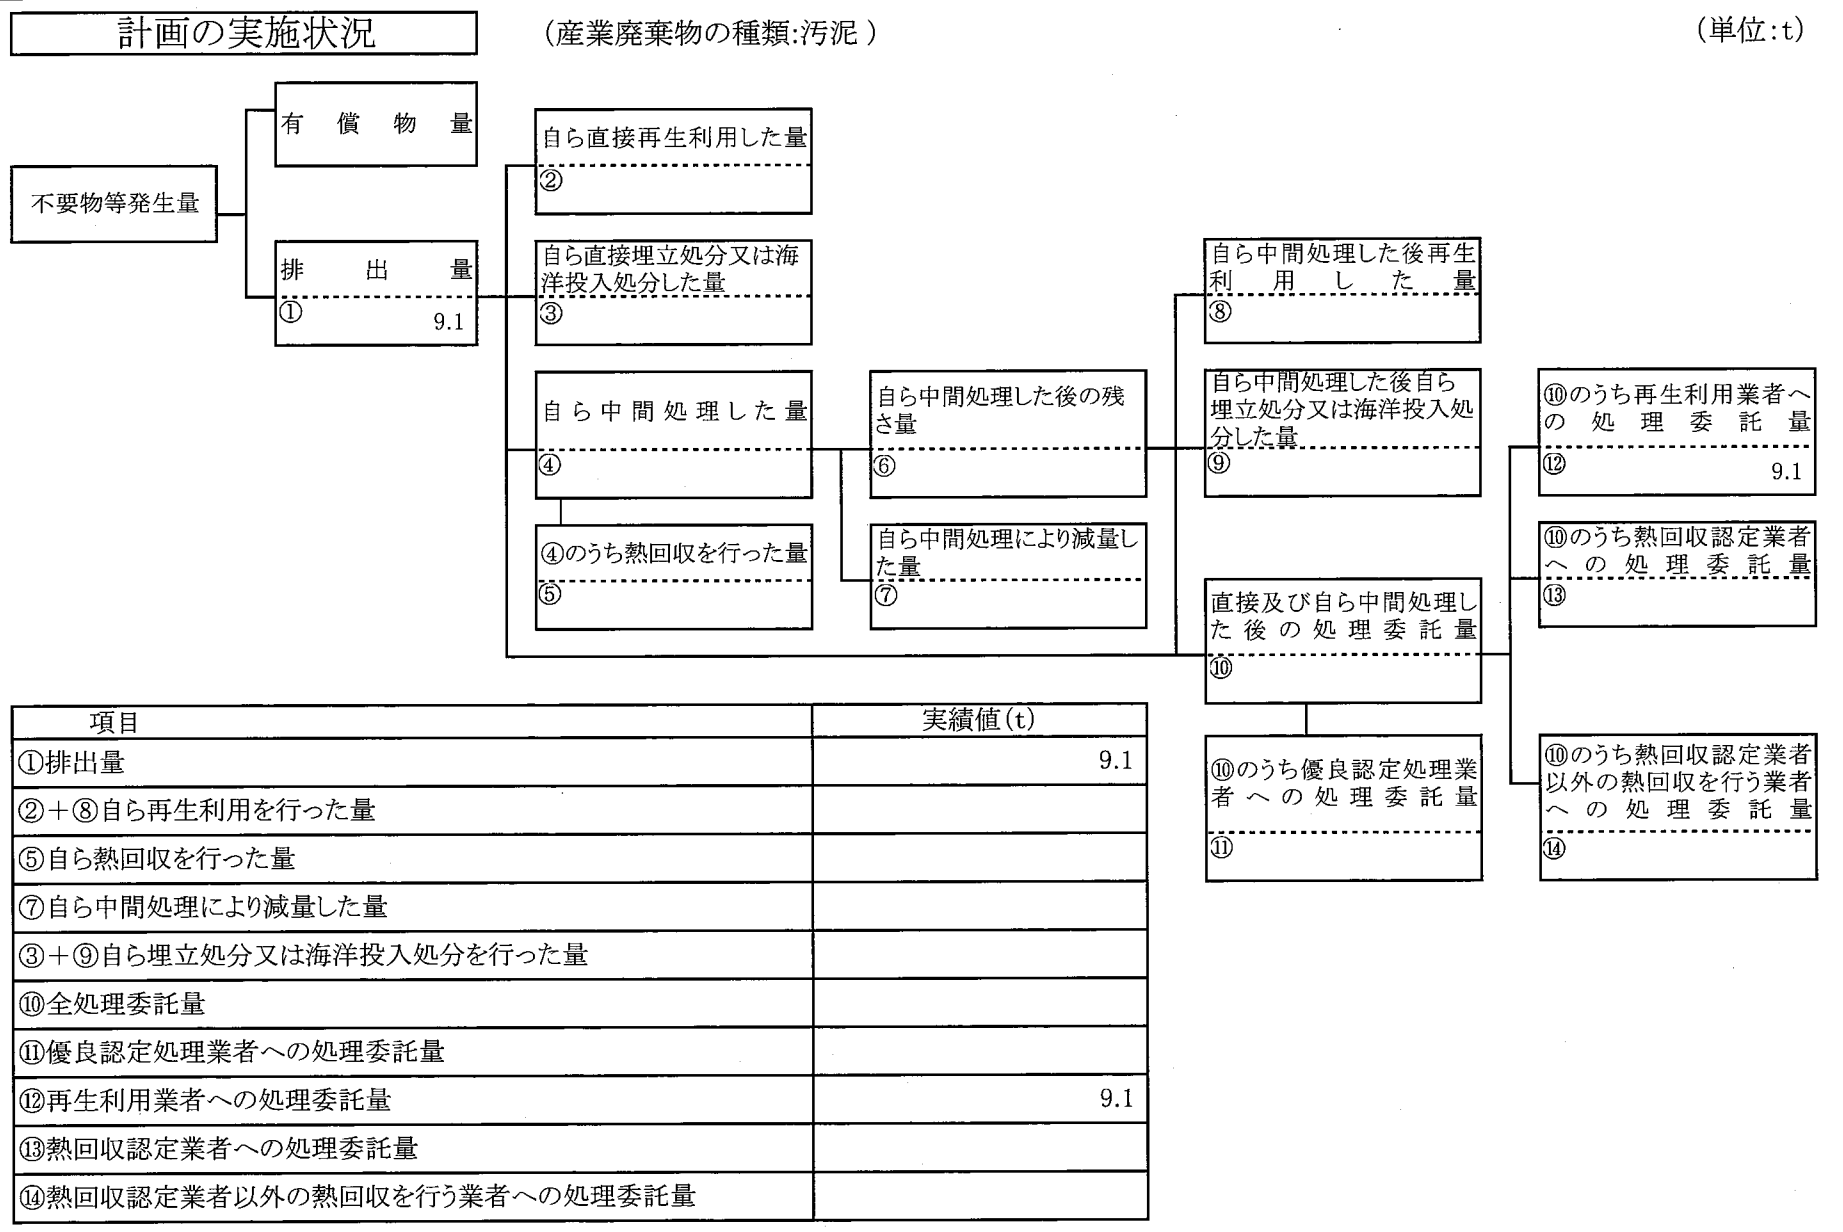 計画の実施状況
(産業廃棄物の種類:汚泥 )
(単位:t)
不要物等発生量
有償物量
排出量
①
9.1
自ら直接再生利用した量
②
自ら直接埋立処分又は海
洋投入処分した量
③
自ら中間処理した量
④
④のうち熱回収を行った量
⑤
自ら中間処理した後の残
さ量
⑥
自ら中間処理により減量し
た量
⑦
自ら中間処理した後再生
利用した量
⑧
自ら中間処理した後自ら
埋立処分又は海洋投入処
分した量
⑨
直接及び自ら中間処理し
た後の処理委託量
⑩
⑩のうち優良認定処理業
者への処理委託量
⑪
⑩のうち再生利用業者へ
の処理委託量
⑫
9.1
⑩のうち熱回収認定業者
への処理委託量
⑬
⑩のうち熱回収認定業者
以外の熱回収を行う業者
への処理委託量
⑭
項目 実績値(t)
①排出量 9.1
②+⑧自ら再生利用を行った量
⑤自ら熱回収を行った量
⑦自ら中間処理により減量した量
③+⑨自ら埋立処分又は海洋投入処分を行った量
⑩全処理委託量
⑪優良認定処理業者への処理委託量
⑫再生利用業者への処理委託量 9.1
⑬熱回収認定業者への処理委託量
⑭熱回収認定業者以外の熱回収を行う業者への処理委託量